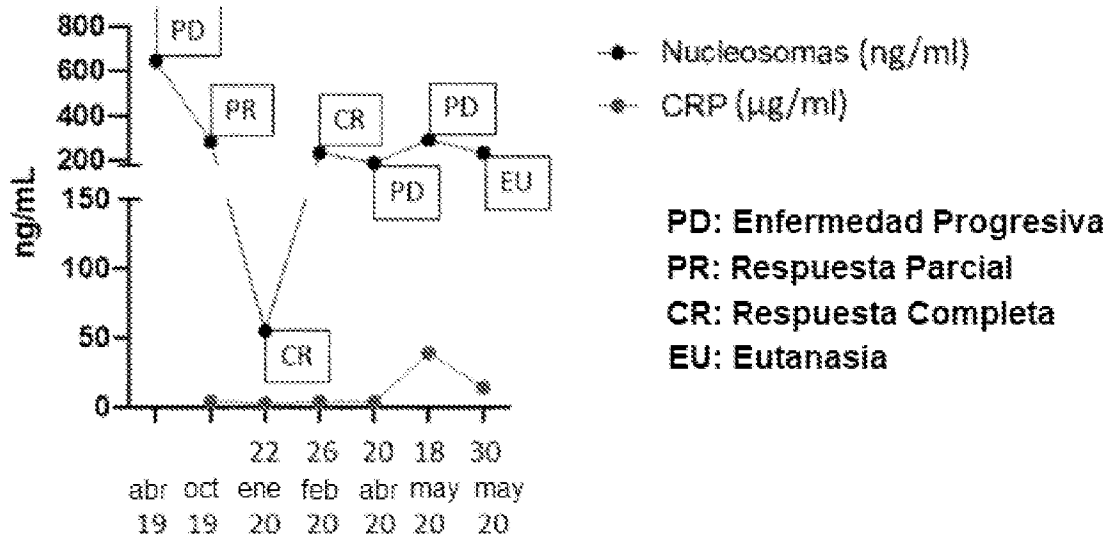 800
600
400
200
150
100
50
0
ng/mL
PD
PR
CR
CR
PD
PD
EU
abr 19
oct 19
22 ene 20
26 feb 20
20 abr 20
18 may 20
30 may 20
Nucleosomas (ng/ml)
CRP (µg/ml)
PD: Enfermedad Progresiva
PR: Respuesta Parcial
CR: Respuesta Completa
EU: Eutanasia